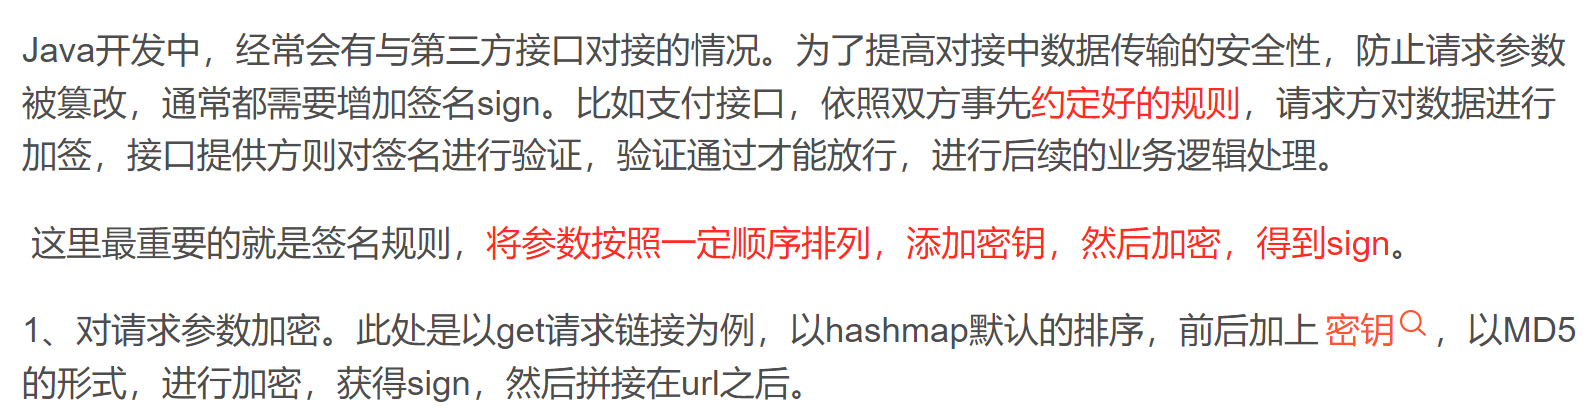 Java开发中，经常会有与第三方接口对接的情况。为了提高对接中数据传输的安全性，防止请求参数
被篡改，通常都需要增加签名sign。比如支付接口，依照双方事先约定好的规则，请求方对数据进行
加签，接口提供方则对签名进行验证，验证通过才能放行，进行后续的业务逻辑处理。
这里最重要的就是签名规则，将参数按照一定顺序排列，添加密钥，然后加密，得到sign。
1、对请求参数加密。此处是以get请求链接为例，以hashmap默认的排序，前后加上 密钥，以MD5
的形式，进行加密，获得sign，然后拼接在url之后。